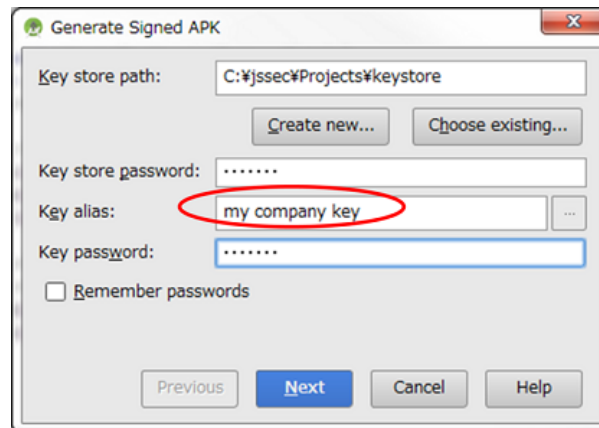 Generate Signed APK
Key store path: C:¥jssec¥Projects¥keystore
Create new... Choose existing...
Key store password: •••••••
Key alias: my company key ...
Key password: •••••••
Remember passwords
Previous Next Cancel Help